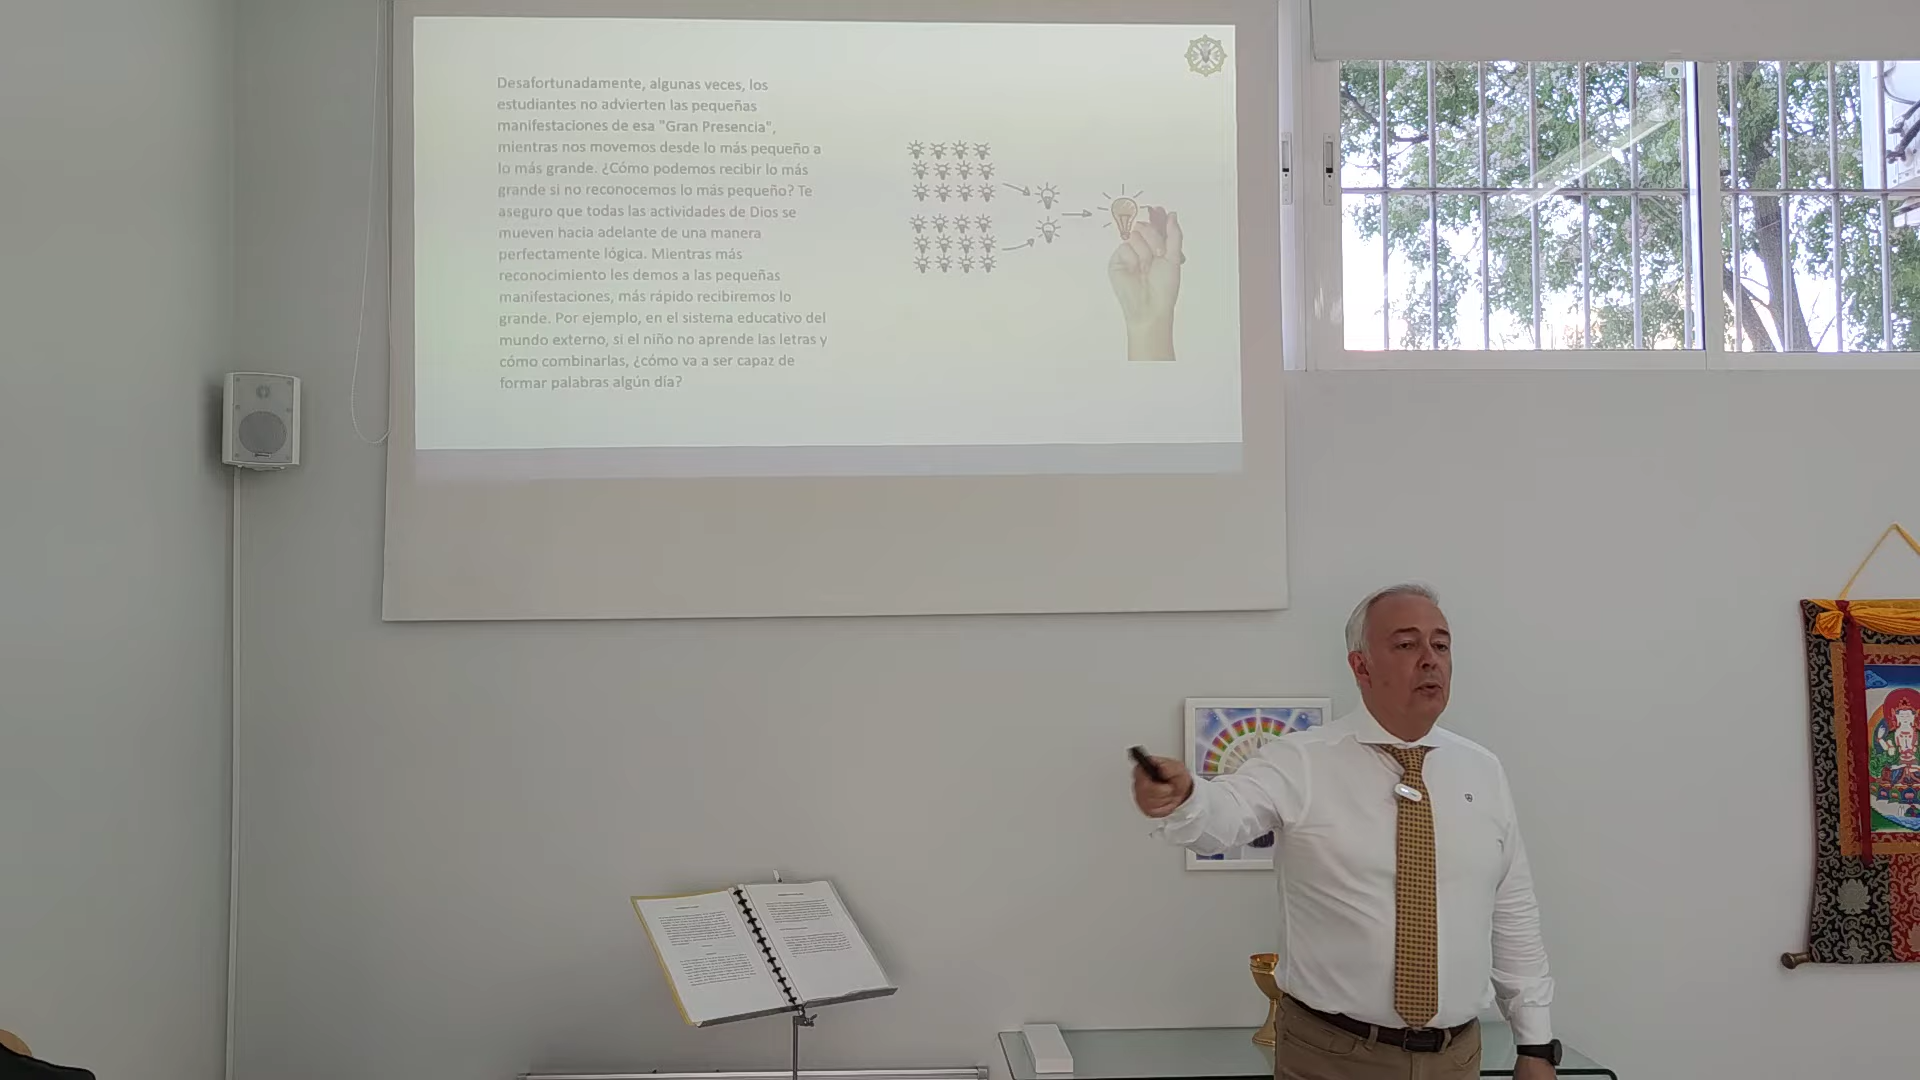 Desafortunadamente, algunas veces, los
estudiantes no advierten las pequeñas
manifestaciones de esa "Gran Presencia",
mientras nos movemos desde lo más pequeño a
lo más grande. ¿Cómo podemos recibir lo más
grande si no reconocemos lo más pequeño? Te
aseguro que todas las actividades de Dios se
mueven hacia adelante de una manera
perfectamente lógica. Mientras más
reconocimiento les demos a las pequeñas
manifestaciones, más rápido recibiremos lo
grande. Por ejemplo, en el sistema educativo del
mundo externo, si el niño no aprende las letras y
cómo combinarlas, ¿cómo va a ser capaz de
formar palabras algún día?